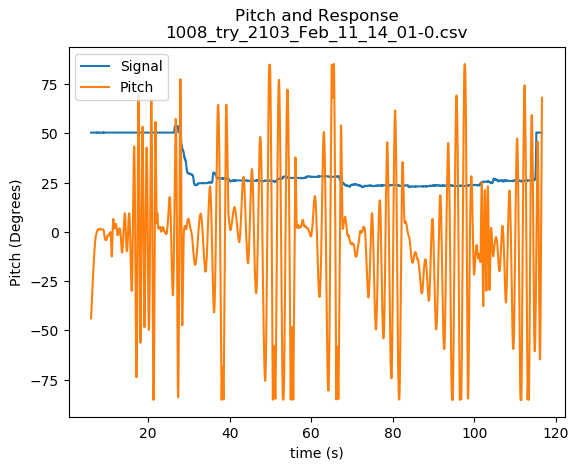 Pitch and Response
1008_try_2103_Feb_11_14_01-0.csv
Signal
Pitch
75
50
25
0
−25
−50
−75
Pitch (Degrees)
20
40
60
80
100
120
time (s)